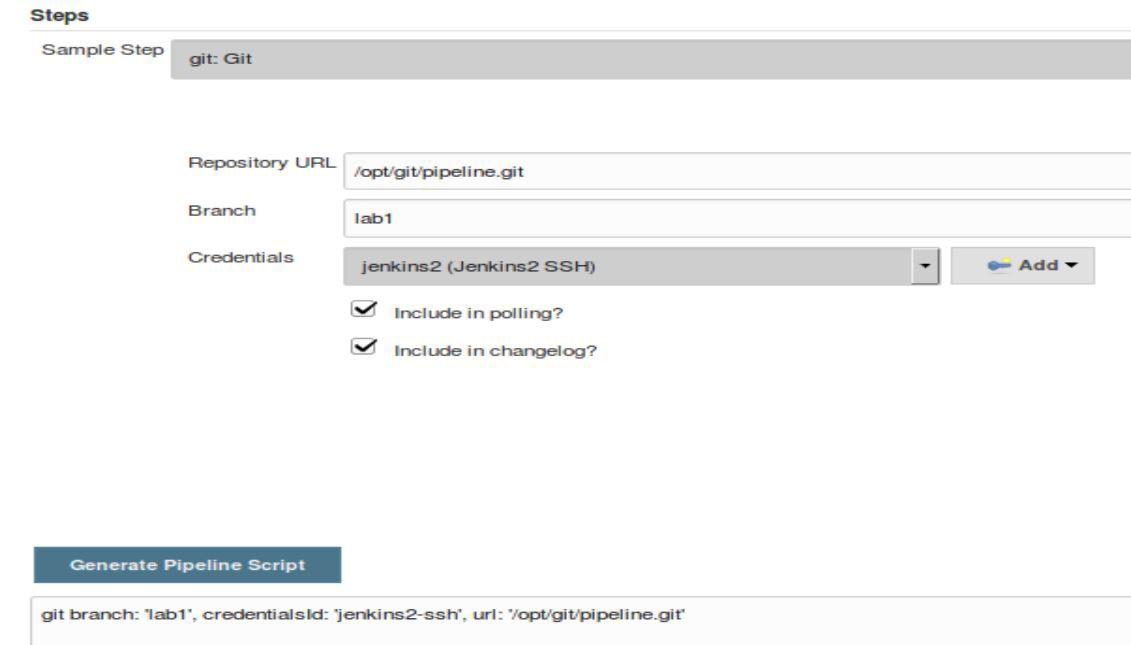 Steps
Sample Step
git: Git
Repository URL
/opt/git/pipeline.git
Branch
lab1
Credentials
jenkins2 (Jenkins2 SSH)
Add
Include in polling?
Include in changelog?
Generate Pipeline Script
git branch: 'lab1', credentialsId: 'jenkins2-ssh', url: '/opt/git/pipeline.git'